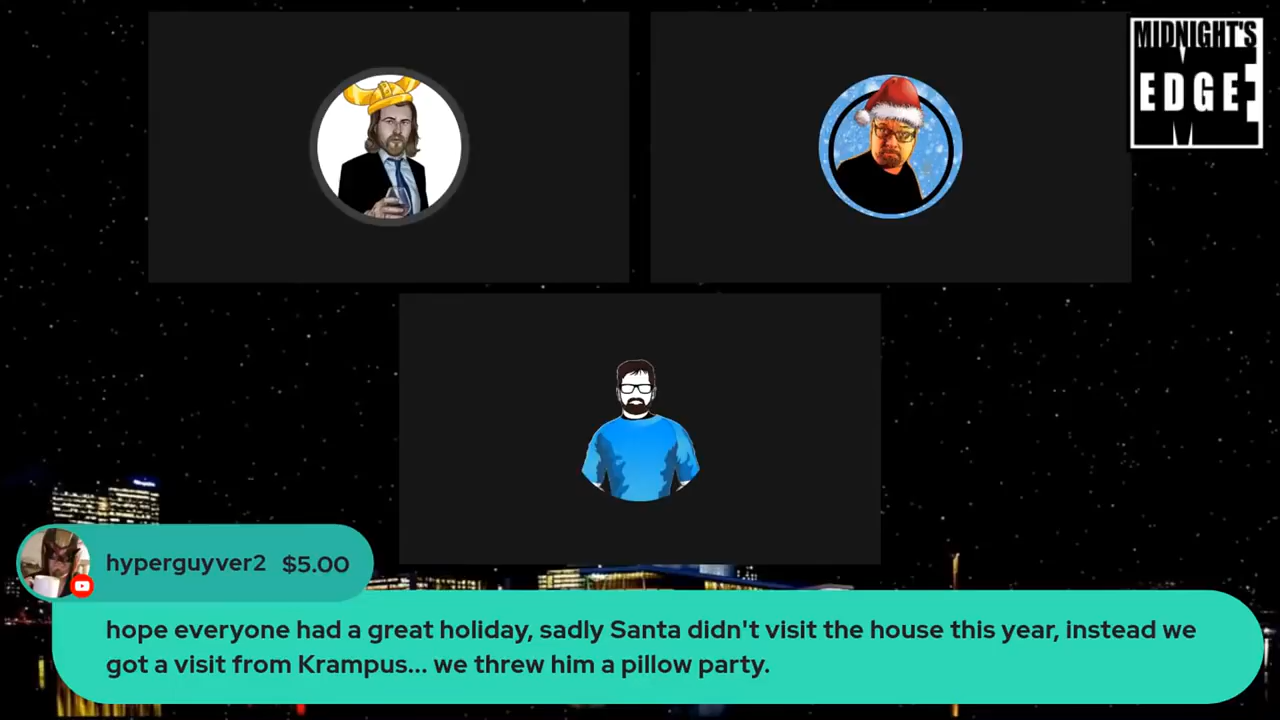 MIDNIGHT'S
EDGE
hyperguyver2 $5.00
hope everyone had a great holiday, sadly Santa didn't visit the house this year, instead we
got a visit from Krampus... we threw him a pillow party.